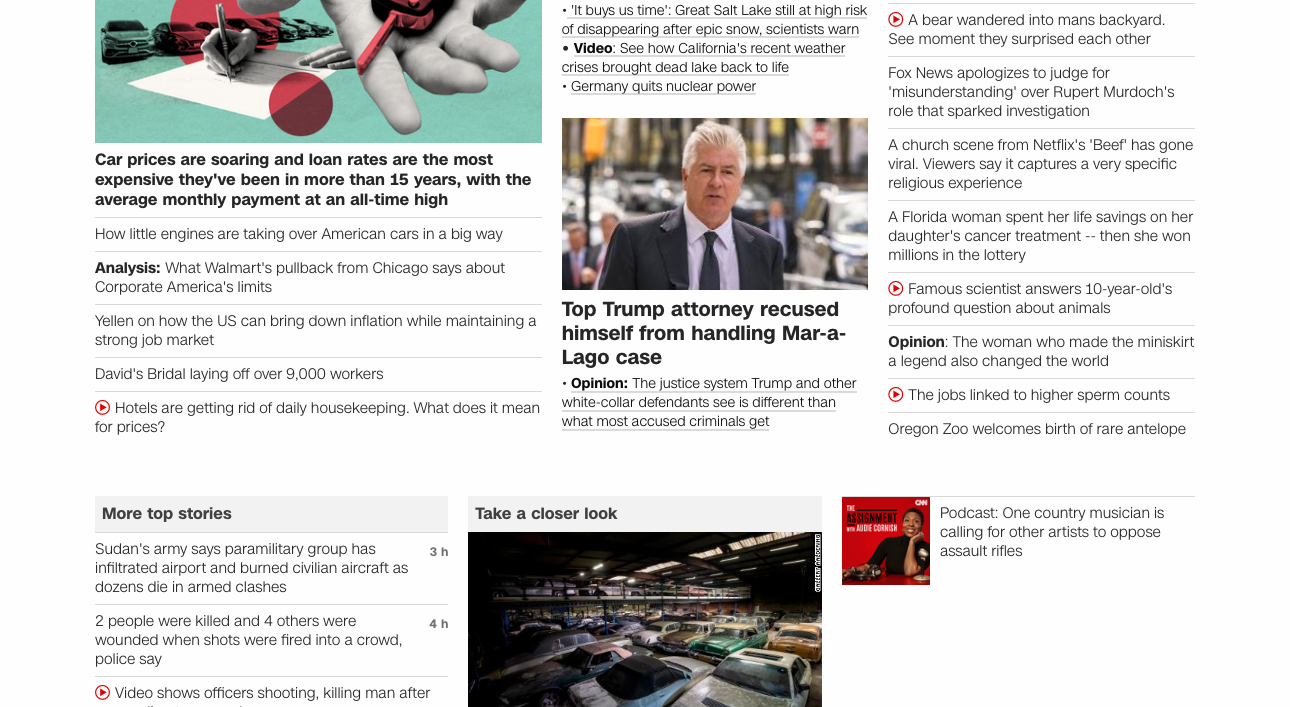 Car prices are soaring and loan rates are the most
expensive they've been in more than 15 years, with the
average monthly payment at an all-time high
How little engines are taking over American cars in a big way
Analysis: What Walmart's pullback from Chicago says about
Corporate America's limits
Yellen on how the US can bring down inflation while maintaining a
strong job market
David's Bridal laying off over 9,000 workers
Hotels are getting rid of daily housekeeping. What does it mean
for prices?
• 'It buys us time': Great Salt Lake still at high risk
of disappearing after epic snow, scientists warn
• Video: See how California's recent weather
crises brought dead lake back to life
• Germany quits nuclear power
Top Trump attorney recused
himself from handling Mar-a-
Lago case
• Opinion: The justice system Trump and other
white-collar defendants see is different than
what most accused criminals get
A bear wandered into mans backyard.
See moment they surprised each other
Fox News apologizes to judge for
'misunderstanding' over Rupert Murdoch's
role that sparked investigation
A church scene from Netflix's 'Beef' has gone
viral. Viewers say it captures a very specific
religious experience
A Florida woman spent her life savings on her
daughter's cancer treatment -- then she won
millions in the lottery
Famous scientist answers 10-year-old's
profound question about animals
Opinion: The woman who made the miniskirt
a legend also changed the world
The jobs linked to higher sperm counts
Oregon Zoo welcomes birth of rare antelope
More top stories
Sudan's army says paramilitary group has
infiltrated airport and burned civilian aircraft as
dozens die in armed clashes
3 h
2 people were killed and 4 others were
wounded when shots were fired into a crowd,
police say
4 h
Video shows officers shooting, killing man after
Take a closer look
CNN
THE
ASSIGNMENT
WITH AUDIE CORNISH
Podcast: One country musician is
calling for other artists to oppose
assault rifles